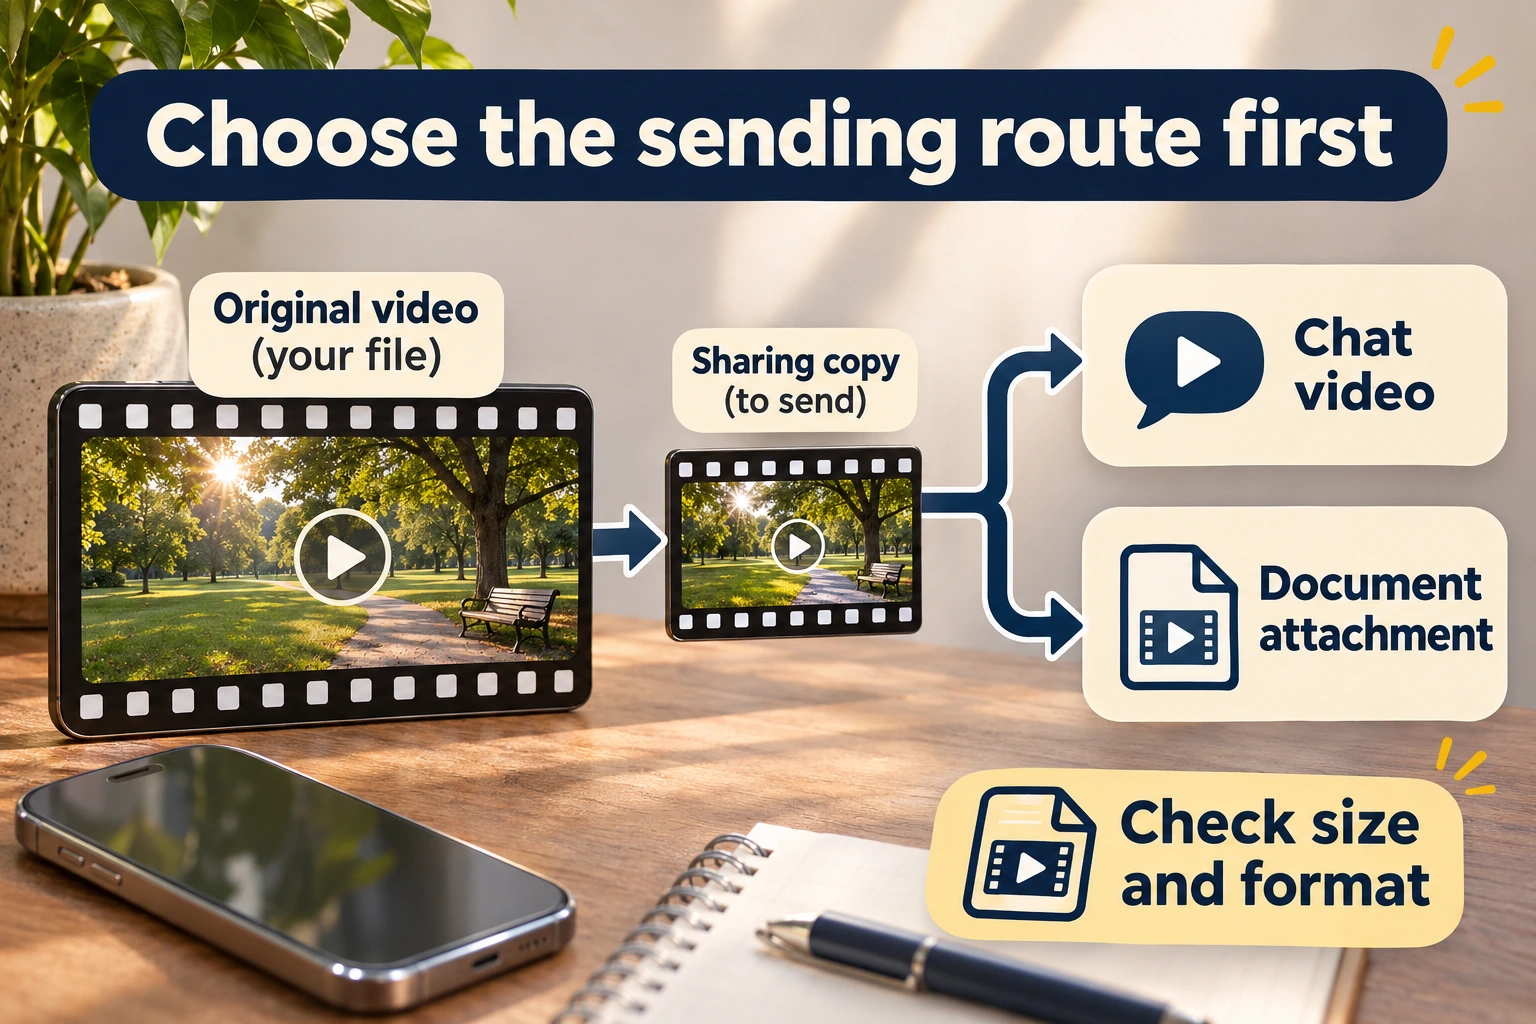 Choose the sending route first
Original video
(your file)
Sharing copy
(to send)
Chat
video
Document
attachment
Check size
and format